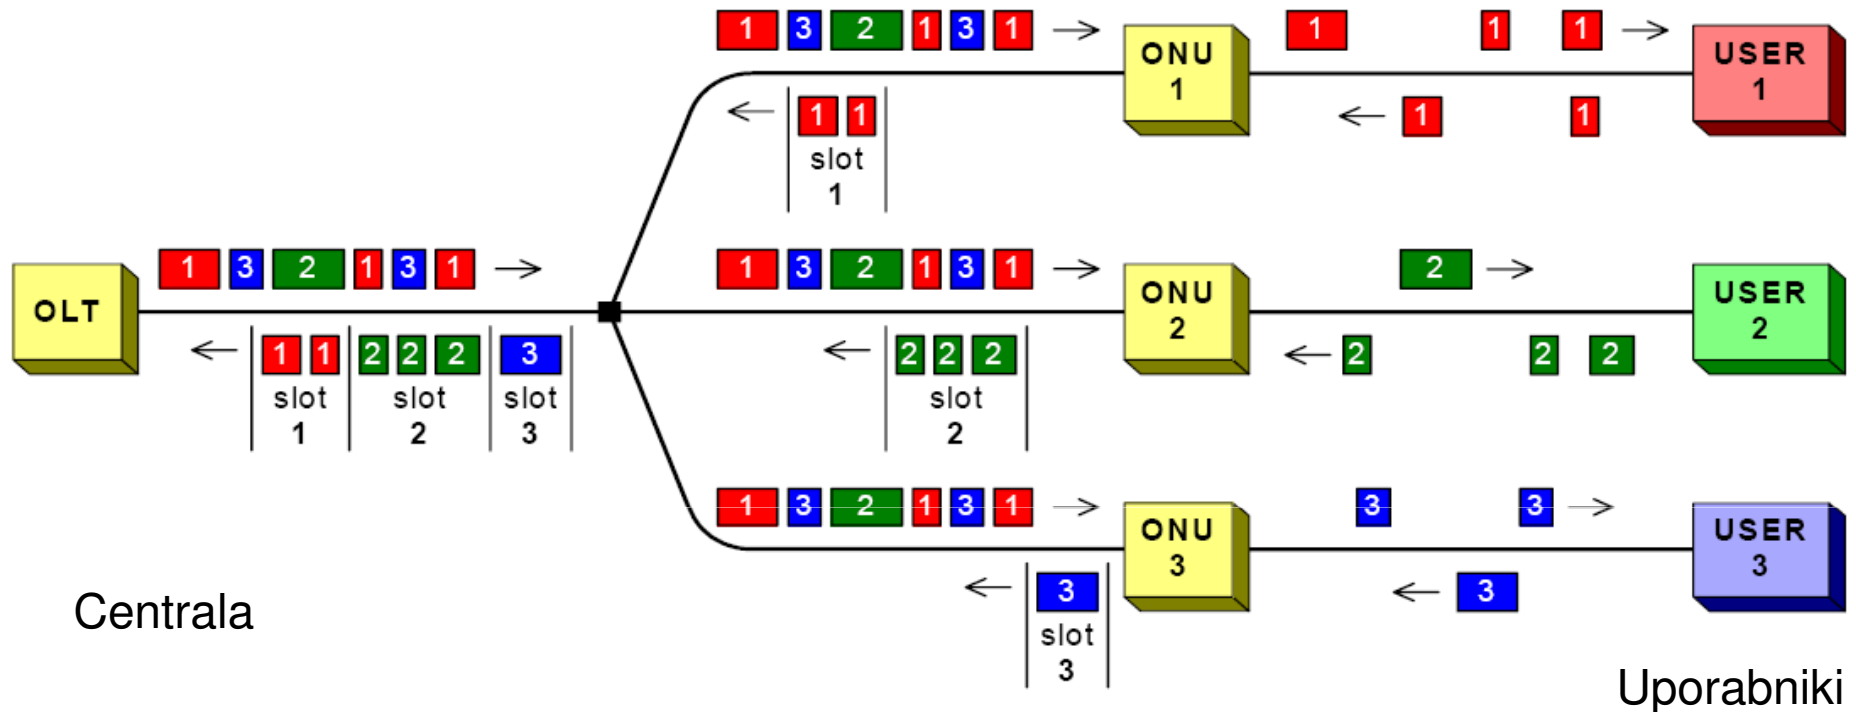 1 3 2 1 3 1
ONU
1
1 1 1
USER
1
1 1
slot
1
1 1
OLT
1 3 2 1 3 1
1 3 2 1 3 1
ONU
2
2
USER
2
1 1 2 2 2 3
slot slot slot
1 2 3
2 2 2
slot
2
2 2 2
1 3 2 1 3 1
ONU
3
3 3
USER
3
3
slot
3
3
Centrala
Uporabniki